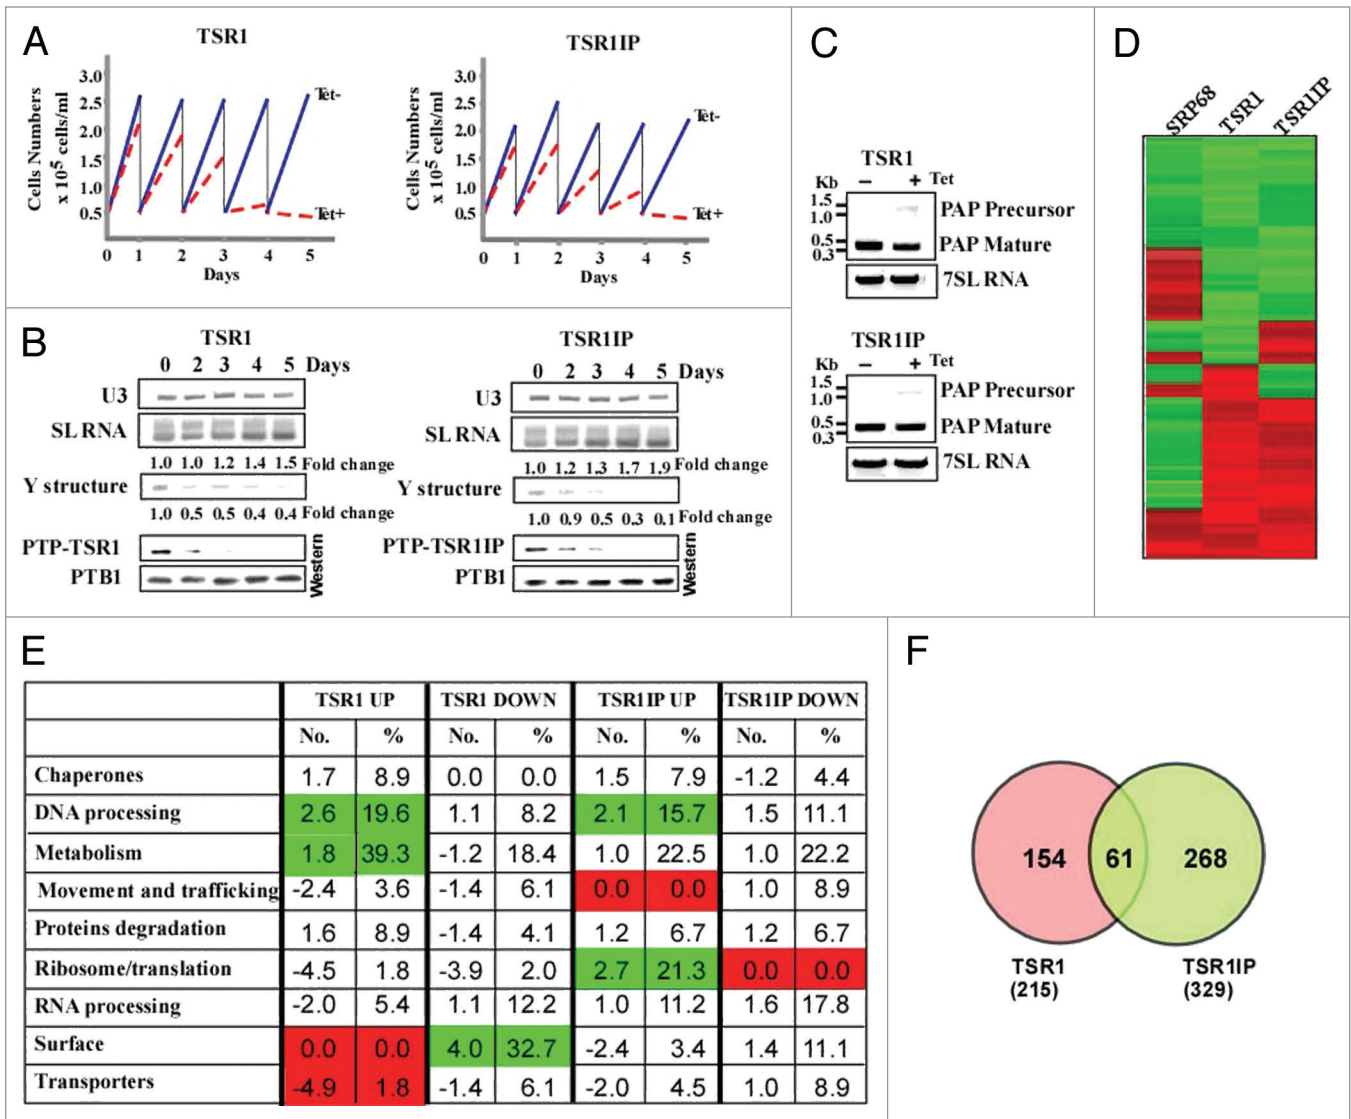 A
TSR1
Cells Numbers
x 10⁵ cells/ml
3.0
2.5
2.0
1.5
1.0
0.5
0 1 2 3 4 5
Days
Tet-
Tet+
TSR1IP
Cells Numbers
x 10⁵ cells/ml
3.0
2.5
2.0
1.5
1.0
0.5
0 1 2 3 4 5
Days
Tet-
Tet+
B
TSR1
0 2 3 4 5 Days
U3
SL RNA
1.0 1.0 1.2 1.4 1.5 Fold change
Y structure
1.0 0.5 0.5 0.4 0.4 Fold change
PTP-TSR1
PTB1
Western
TSR1IP
0 2 3 4 5 Days
U3
SL RNA
1.0 1.2 1.3 1.7 1.9 Fold change
Y structure
1.0 0.9 0.5 0.3 0.1 Fold change
PTP-TSR1IP
PTB1
Western
C
TSR1
Kb − + Tet
1.5
1.0
0.5
0.3
PAP Precursor
PAP Mature
7SL RNA
TSR1IP
Kb − + Tet
1.5
1.0
0.5
0.3
PAP Precursor
PAP Mature
7SL RNA
D
SRP68 TSR1 TSR1IP
E
TSR1 UP TSR1 DOWN TSR1IP UP TSR1IP DOWN
No. % No. % No. % No. %
Chaperones 1.7 8.9 0.0 0.0 1.5 7.9 -1.2 4.4
DNA processing 2.6 19.6 1.1 8.2 2.1 15.7 1.5 11.1
Metabolism 1.8 39.3 -1.2 18.4 1.0 22.5 1.0 22.2
Movement and trafficking -2.4 3.6 -1.4 6.1 0.0 0.0 1.0 8.9
Proteins degradation 1.6 8.9 -1.4 4.1 1.2 6.7 1.2 6.7
Ribosome/translation -4.5 1.8 -3.9 2.0 2.7 21.3 0.0 0.0
RNA processing -2.0 5.4 1.1 12.2 1.0 11.2 1.6 17.8
Surface 0.0 0.0 4.0 32.7 -2.4 3.4 1.4 11.1
Transporters -4.9 1.8 -1.4 6.1 -2.0 4.5 1.0 8.9
F
154 61 268
TSR1
(215)
TSR1IP
(329)